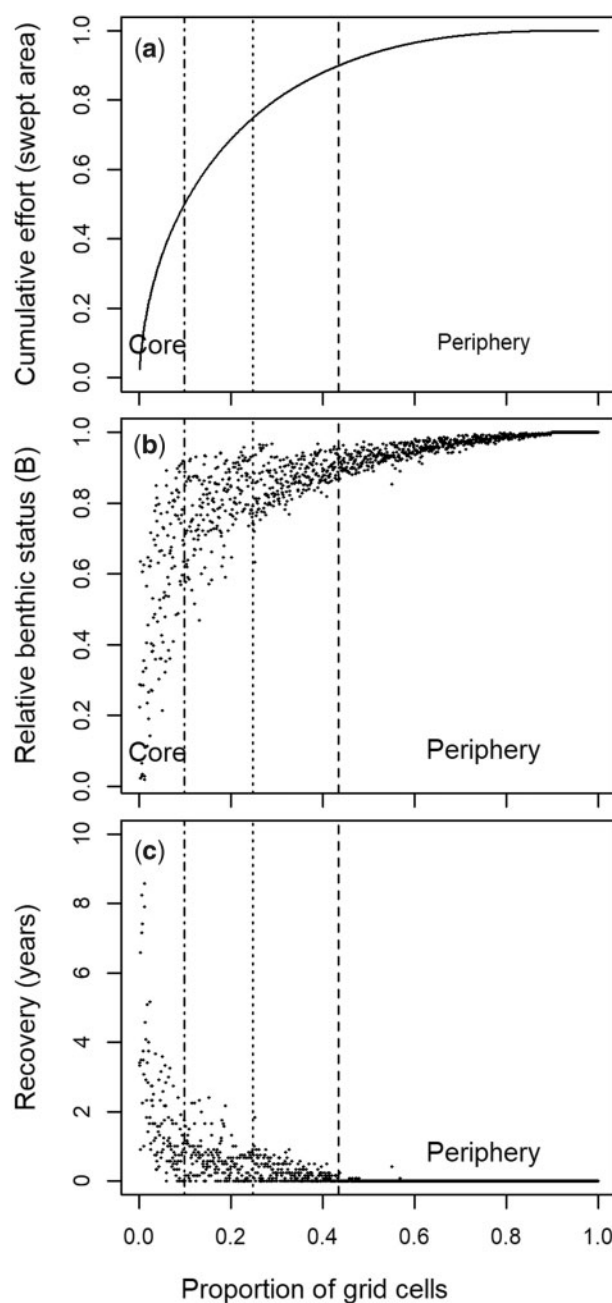 (a)
Cumulative effort (swept area)
1.0
0.8
0.6
0.4
0.2
0.0
Core
Periphery
(b)
Relative benthic status (B)
1.0
0.8
0.6
0.4
0.2
0.0
Core
Periphery
(c)
Recovery (years)
10
8
6
4
2
0
Periphery
0.0 0.2 0.4 0.6 0.8 1.0
Proportion of grid cells